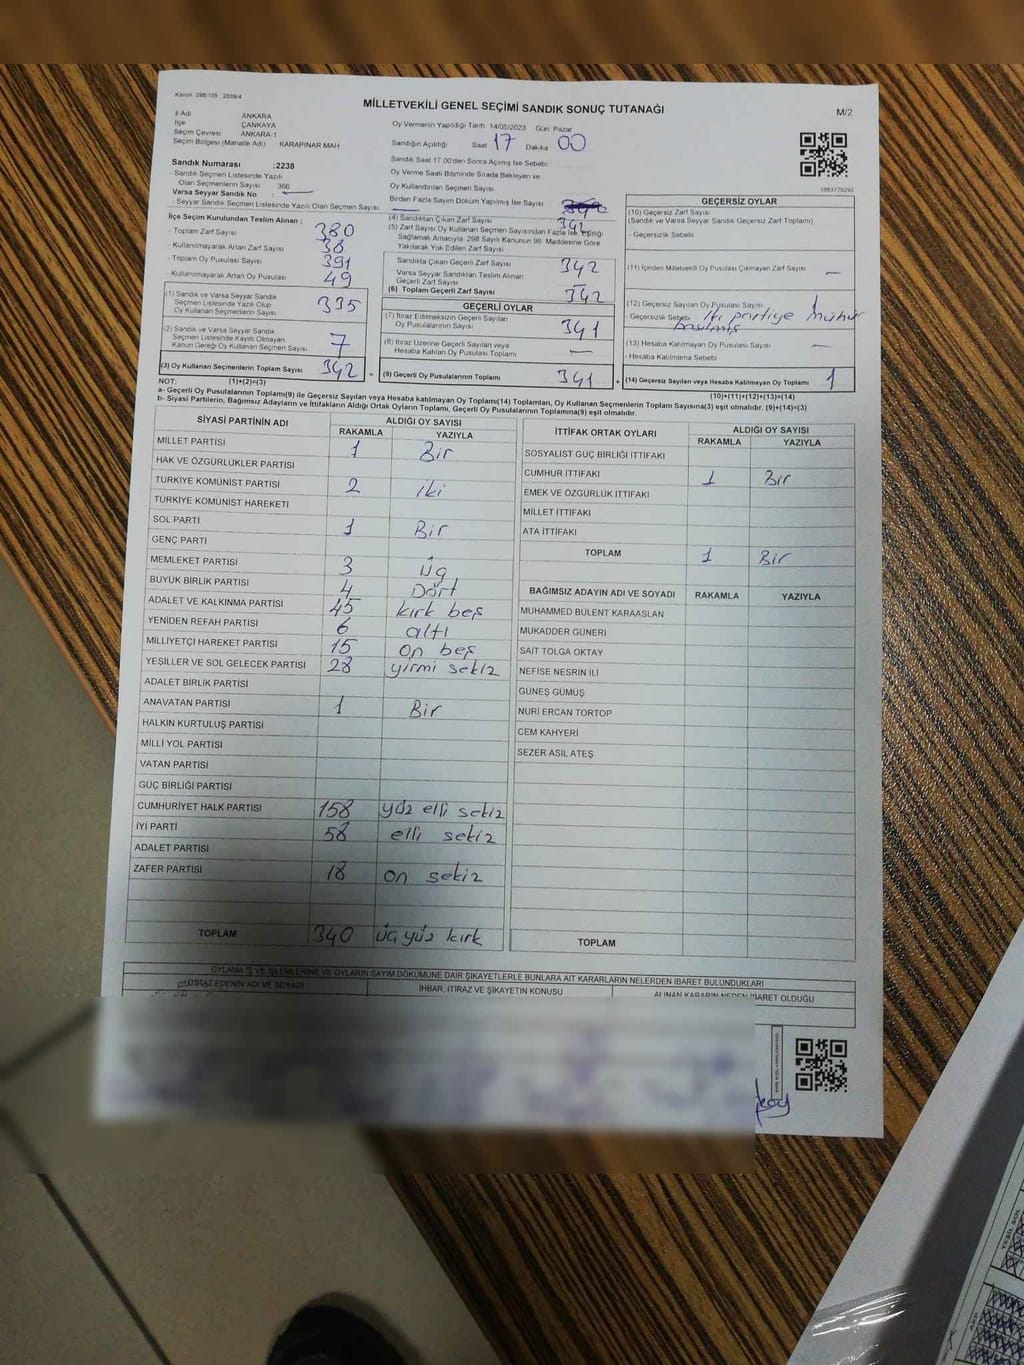 Kanun: 298/105 : 2839/4
MİLLETVEKİLİ GENEL SEÇİMİ SANDIK SONUÇ TUTANAĞI
M/2
İl Adı ANKARA
İlçe ÇANKAYA
Seçim Çevresi ANKARA-1
Seçim Bölgesi (Mahalle Adı) KARAPINAR MAH
Sandık Numarası :2238
- Sandık Seçmen Listesinde Yazılı
Olan Seçmenlerin Sayısı 366
Varsa Seyyar Sandık No : —
- Seyyar Sandık Seçmen Listesinde Yazılı Olan Seçmen Sayısı
Oy Vermenin Yapıldığı Tarih 14/05/2023 Gün Pazar
Sandığın Açıldığı Saat 17 Dakika 00
Sandık Saat 17.00'den Sonra Açılmış İse Sebebi
Oy Verme Saati Bitiminde Sırada Bekleyen ve
Oy Kullandırılan Seçmen Sayısı
Birden Fazla Sayım Döküm Yapılmış İse Sayısı
1083770292
İlçe Seçim Kurulundan Teslim Alınan :
- Toplam Zarf Sayısı 380
- Kullanılmayarak Artan Zarf Sayısı 38
- Toplam Oy Pusulası Sayısı 391
- Kullanılmayarak Artan Oy Pusulası 49
(1) Sandık ve Varsa Seyyar Sandık
Seçmen Listesinde Yazılı Olup
Oy Kullanan Seçmenlerin Sayısı 335
(2) Sandık ve Varsa Seyyar Sandık
Seçmen Listesinde Kayıtlı Olmayan
Kanun Gereği Oy Kullanan Seçmen Sayısı 7
(3) Oy Kullanan Seçmenlerin Toplam Sayısı 342 =
(4) Sandıktan Çıkan Zarf Sayısı 342
(5) Zarf Sayısı Oy Kullanan Seçmen Sayısından Fazla İse, Eşitliği
Sağlamak Amacıyla 298 Sayılı Kanunun 98. Maddesine Göre
Yakılarak Yok Edilen Zarf Sayısı
Sandıkta Çıkan Geçerli Zarf Sayısı 342
Varsa Seyyar Sandıktan Teslim Alınan
Geçerli Zarf Sayısı —
(6) Toplam Geçerli Zarf Sayısı 342
GEÇERLİ OYLAR
(7) İtiraz Edilmeksizin Geçerli Sayılan
Oy Pusulalarının Sayısı 341
(8) İtiraz Üzerine Geçerli Sayılan veya
Hesaba Katılan Oy Pusulası Toplamı —
(9) Geçerli Oy Pusulalarının Toplamı 341 +
GEÇERSİZ OYLAR
(10) Geçersiz Zarf Sayısı
(Sandık ve Varsa Seyyar Sandık Geçersiz Zarf Toplamı)
- Geçersizlik Sebebi
(11) İçinden Milletvekili Oy Pusulası Çıkmayan Zarf Sayısı —
(12) Geçersiz Sayılan Oy Pusulası Sayısı 1
- Geçersizlik Sebebi iki partiye mühür
basılmış
(13) Hesaba Katılmayan Oy Pusulası Sayısı —
- Hesaba Katılmama Sebebi
(14) Geçersiz Sayılan veya Hesaba Katılmayan Oy Toplamı 1
NOT: (1)+(2)=(3) (10)+(11)+(12)+(13)=(14)
a- Geçerli Oy Pusulalarının Toplamı(9) ile Geçersiz Sayılan veya Hesaba Katılmayan Oy Toplamı(14) Toplamları, Oy Kullanan Seçmenlerin Toplam Sayısına(3) eşit olmalıdır. (9)+(14)=(3)
b- Siyasi Partilerin, Bağımsız Adayların ve İttifakların Aldığı Ortak Oyların Toplamı, Geçerli Oy Pusulalarının Toplamına(9) eşit olmalıdır.
SİYASİ PARTİNİN ADI ALDIĞI OY SAYISI
RAKAMLA YAZIYLA
MİLLET PARTİSİ 1 Bir
HAK VE ÖZGÜRLÜKLER PARTİSİ
TÜRKİYE KOMÜNİST PARTİSİ 2 iki
TÜRKİYE KOMÜNİST HAREKETİ
SOL PARTİ 1 Bir
GENÇ PARTİ
MEMLEKET PARTİSİ 3 üç
BÜYÜK BİRLİK PARTİSİ 4 Dört
ADALET VE KALKINMA PARTİSİ 45 kırk beş
YENİDEN REFAH PARTİSİ 6 altı
MİLLİYETÇİ HAREKET PARTİSİ 15 on beş
YEŞİLLER VE SOL GELECEK PARTİSİ 28 yirmi sekiz
ADALET BİRLİK PARTİSİ
ANAVATAN PARTİSİ 1 Bir
HALKIN KURTULUŞ PARTİSİ
MİLLİ YOL PARTİSİ
VATAN PARTİSİ
GÜÇ BİRLİĞİ PARTİSİ
CUMHURİYET HALK PARTİSİ 158 yüz elli sekiz
İYİ PARTİ 58 elli sekiz
ADALET PARTİSİ
ZAFER PARTİSİ 18 on sekiz
TOPLAM 340 üç yüz kırk
İTTİFAK ORTAK OYLARI ALDIĞI OY SAYISI
RAKAMLA YAZIYLA
SOSYALİST GÜÇ BİRLİĞİ İTTİFAKI
CUMHUR İTTİFAKI 1 Bir
EMEK VE ÖZGÜRLÜK İTTİFAKI
MİLLET İTTİFAKI
ATA İTTİFAKI
TOPLAM 1 Bir
BAĞIMSIZ ADAYIN ADI VE SOYADI RAKAMLA YAZIYLA
MUHAMMED BÜLENT KARAASLAN
MUKADDER GÜNERİ
SAİT TOLGA OKTAY
NEFİSE NESRİN İLİ
GÜNEŞ GÜMÜŞ
NURİ ERCAN TORTOP
CEM KAHYERİ
SEZER ASİL ATEŞ
TOPLAM
OYLAMA İŞ VE İŞLEMLERİNE VE OYLARIN SAYIM DÖKÜMÜNE DAİR ŞİKAYETLERLE BUNLARA AİT KARARLARIN NELERDEN İBARET BULUNDUKLARI
İTİRAZ EDENİN ADI VE SOYADI
İHBAR, İTİRAZ VE ŞİKAYETİN KONUSU
ALINAN KARARIN NEDEN İBARET OLDUĞU
YEŞİL SOL